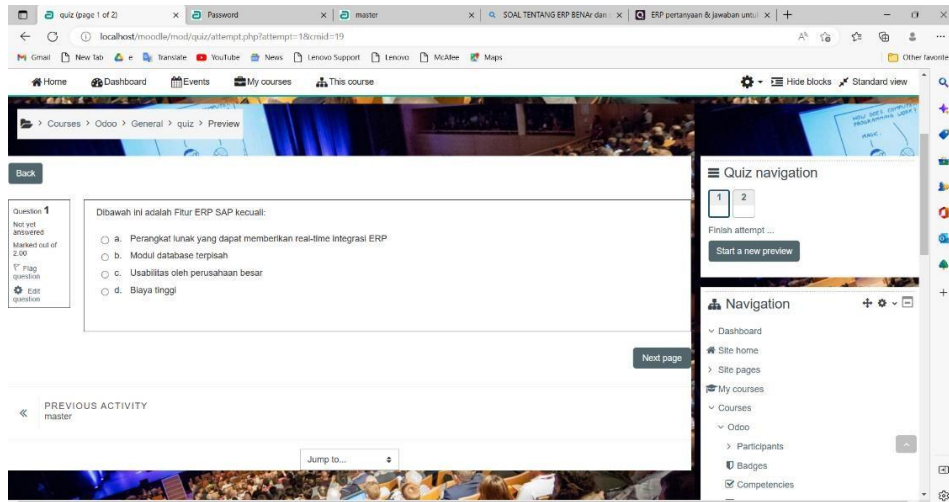 quiz (page 1 of 2)
Password
master
SOAL TENTANG ERP BENAr dan
ERP pertanyaan & jawaban untu
localhost/moodle/mod/quiz/attempt.php?attempt=18&cmid=19
Gmail New Tab e Translate YouTube News Lenovo Support Lenovo McAfee Maps
Other favorite
Home Dashboard Events My courses This course
Hide blocks Standard view
Courses > Odoo > General > quiz > Preview
Back
Question 1
Not yet
answered
Marked out of
2.00
Flag
question
Edit
question
Dibawah ini adalah Fitur ERP SAP kecuali:
a. Perangkat lunak yang dapat memberikan real-time integrasi ERP
b. Modul database terpisah
c. Usabilitas oleh perusahaan besar
d. Biaya tinggi
Next page
PREVIOUS ACTIVITY
master
Jump to...
Quiz navigation
1 2
Finish attempt ...
Start a new preview
Navigation
Dashboard
Site home
Site pages
My courses
Courses
Odoo
Participants
Badges
Competencies